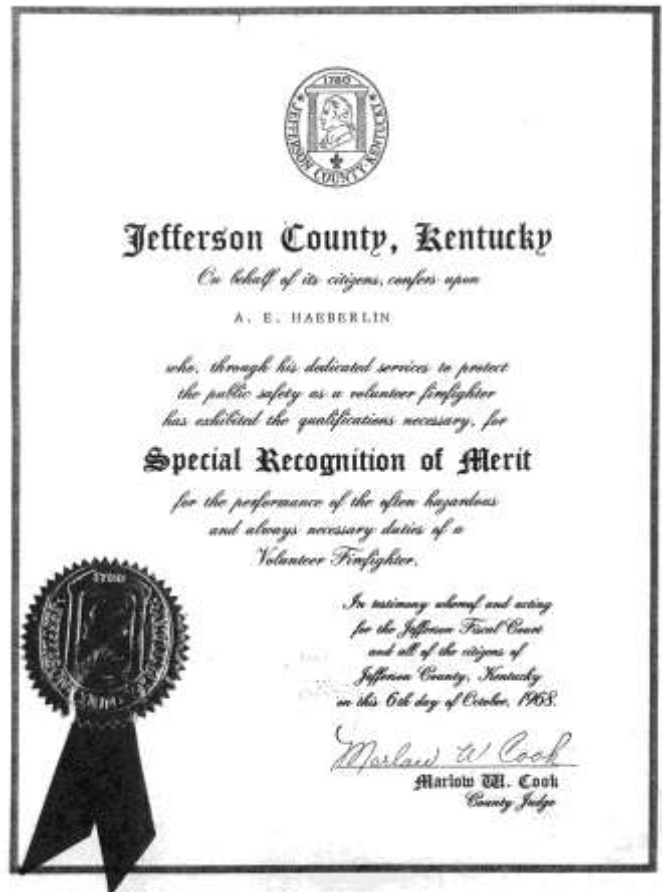 1780
JEFFERSON COUNTY·KENTUCKY
Jefferson County, Kentucky
On behalf of its citizens, confers upon
A. E. HAEBERLIN
who, through his dedicated services to protect
the public safety as a volunteer firefighter
has exhibited the qualifications necessary, for
Special Recognition of Merit
for the performance of the often hazardous
and always necessary duties of a
Volunteer Firefighter.
In testimony whereof and acting
for the Jefferson Fiscal Court
and all of the citizens of
Jefferson County, Kentucky
on this 6th day of October, 1968.
Marlow W Cook
Marlow W. Cook
County Judge
1780